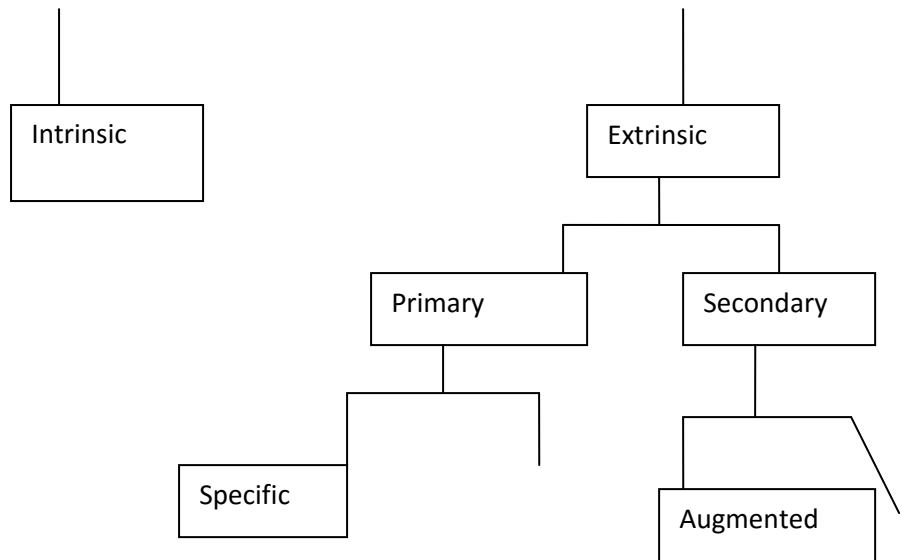 Intrinsic
Extrinsic
Primary
Secondary
Specific
Augmented